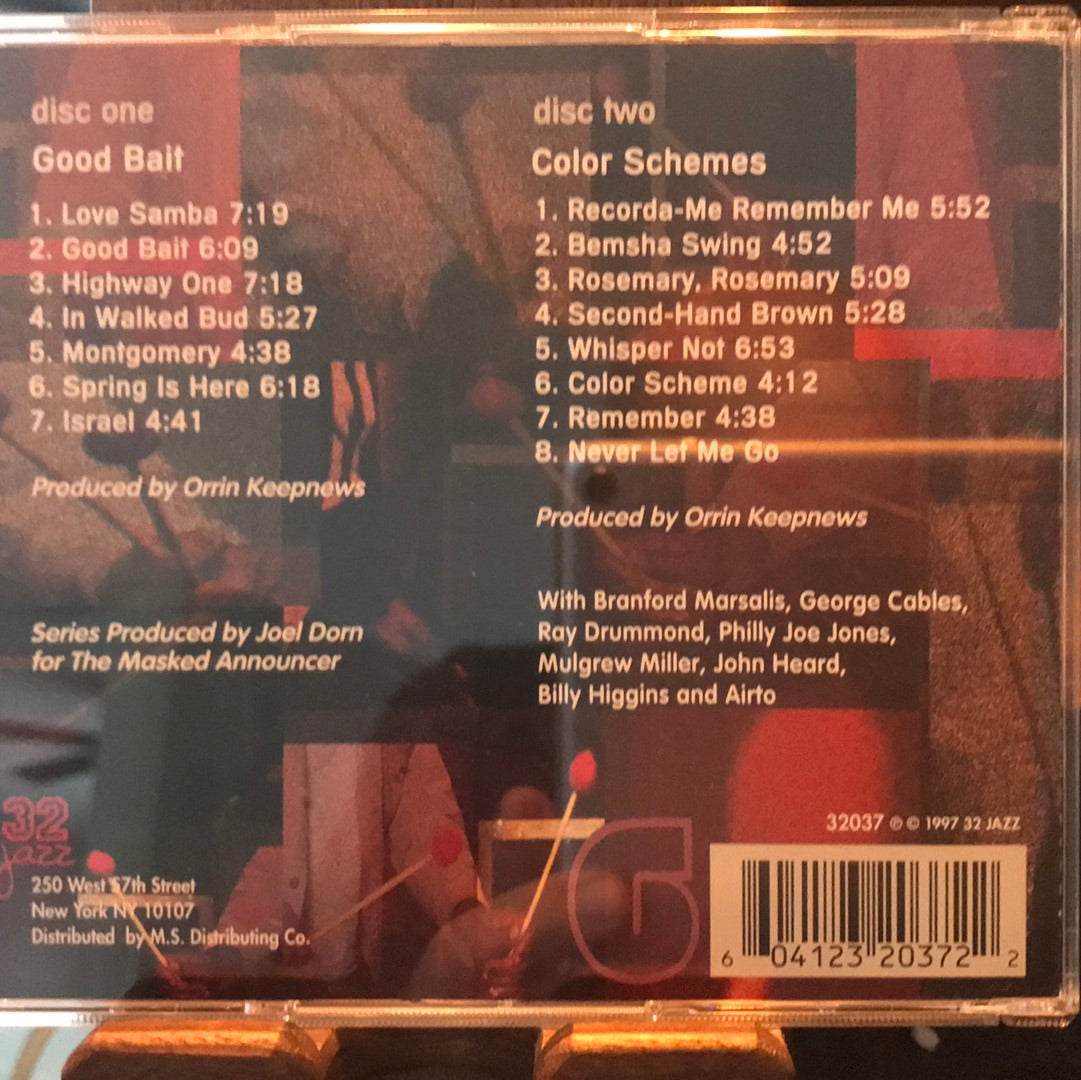 disc one
Good Bait
1. Love Samba 7:19
2. Good Bait 6:09
3. Highway One 7:18
4. In Walked Bud 5:27
5. Montgomery 4:38
6. Spring Is Here 6:18
7. Israel 4:41
Produced by Orrin Keepnews
Series Produced by Joel Dorn
for The Masked Announcer
32
jazz
250 West 57th Street
New York NY 10107
Distributed by M.S. Distributing Co.
disc two
Color Schemes
1. Recorda-Me Remember Me 5:52
2. Bemsha Swing 4:52
3. Rosemary, Rosemary 5:09
4. Second-Hand Brown 5:28
5. Whisper Not 6:53
6. Color Scheme 4:12
7. Remember 4:38
8. Never Let Me Go
Produced by Orrin Keepnews
With Branford Marsalis, George Cables,
Ray Drummond, Philly Joe Jones,
Mulgrew Miller, John Heard,
Billy Higgins and Airto
32037 ℗ © 1997 32 JAZZ
G
6 04123 20372 2